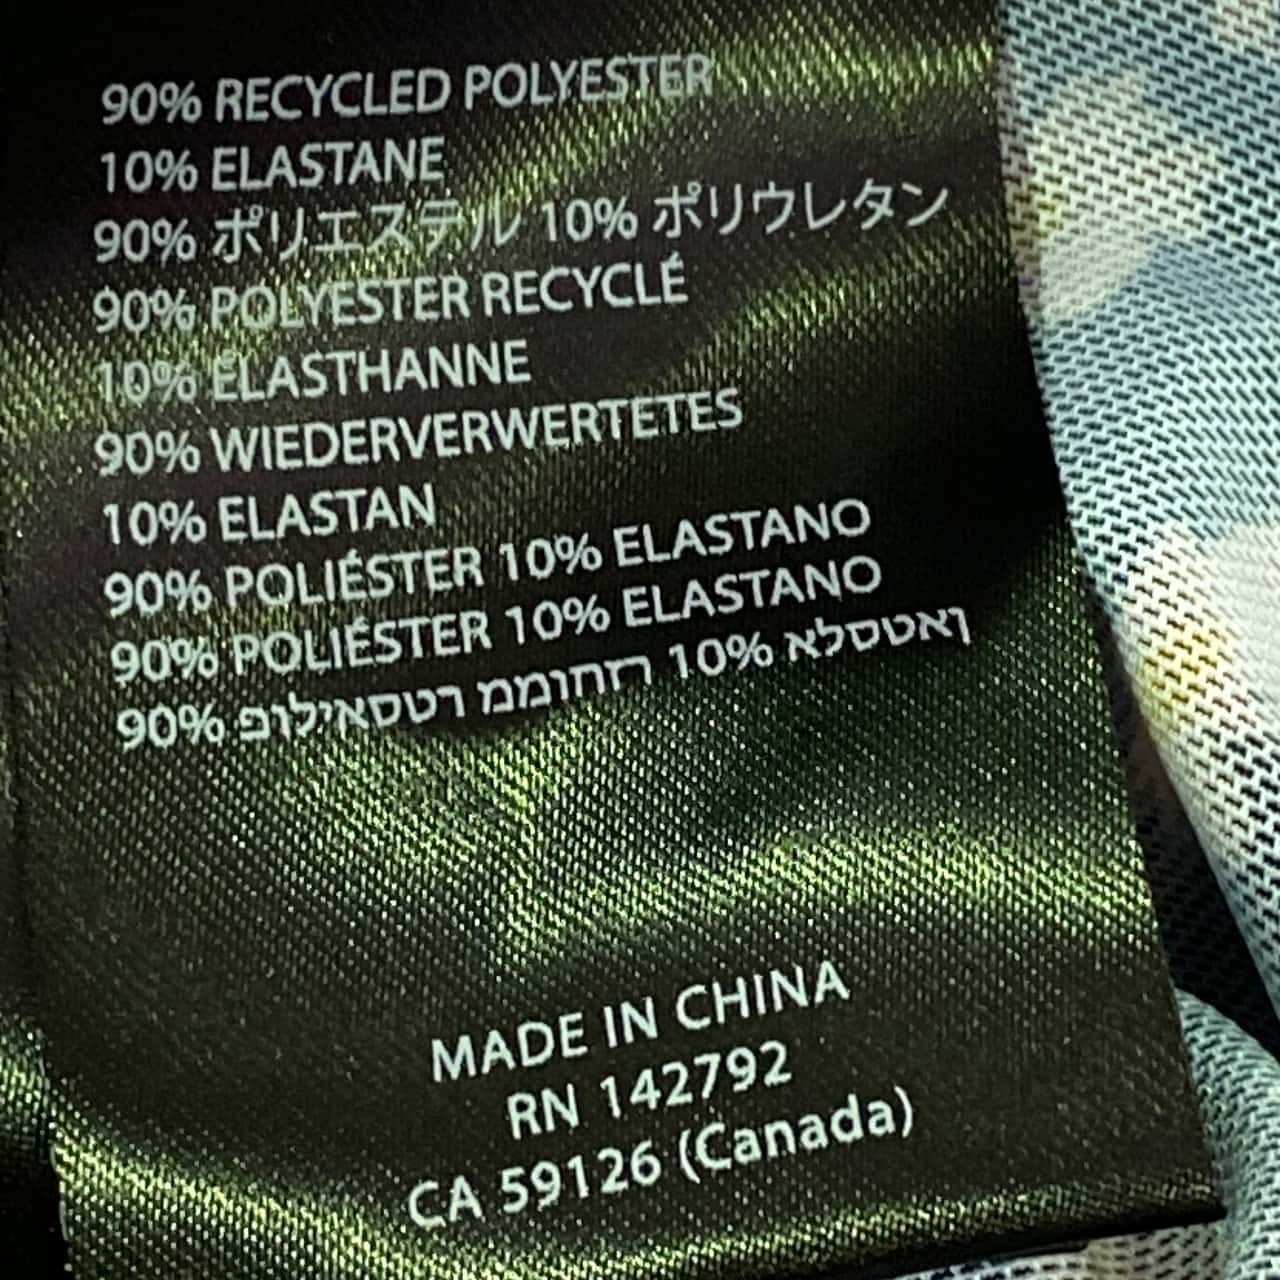 90% RECYCLED POLYESTER
10% ELASTANE
90% ポリエステル 10% ポリウレタン
90% POLYESTER RECYCLÉ
10% ÉLASTHANNE
90% WIEDERVERWERTETES
10% ELASTAN
90% POLIÉSTER 10% ELASTANO
90% POLIÉSTER 10% ELASTANO
90% פוליאסטר ממוחזר 10% אלסטאן
MADE IN CHINA
RN 142792
CA 59126 (Canada)